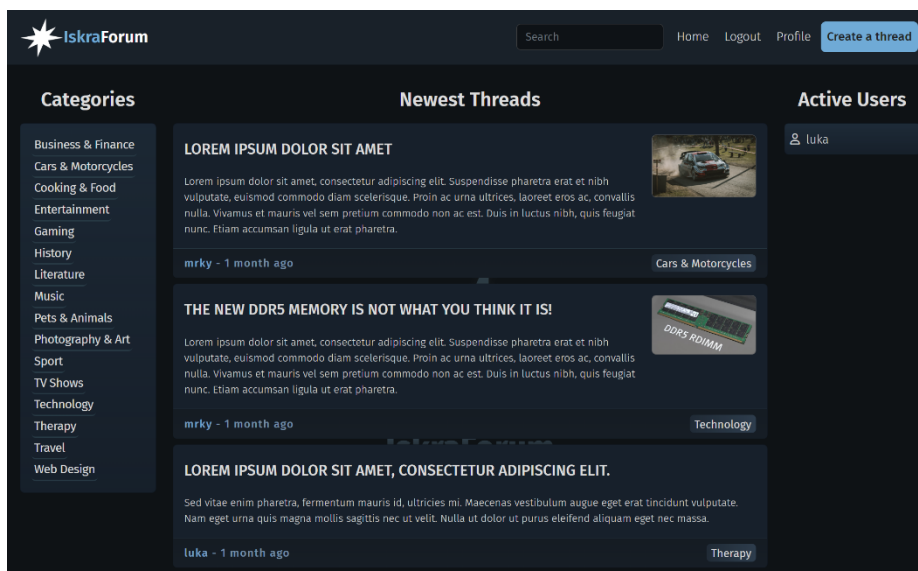 IskraForum
Search
Home
Logout
Profile
Create a thread
Categories
Business & Finance
Cars & Motorcycles
Cooking & Food
Entertainment
Gaming
History
Literature
Music
Pets & Animals
Photography & Art
Sport
TV Shows
Technology
Therapy
Travel
Web Design
Newest Threads
LOREM IPSUM DOLOR SIT AMET
Lorem ipsum dolor sit amet, consectetur adipiscing elit. Suspendisse pharetra erat et nibh
vulputate, euismod commodo diam scelerisque. Proin ac urna ultrices, laoreet eros ac, convallis
nulla. Vivamus et mauris vel sem pretium commodo non ac est. Duis in luctus nibh, quis feugiat
nunc. Etiam accumsan ligula ut erat pharetra.
mrky - 1 month ago
Cars & Motorcycles
THE NEW DDR5 MEMORY IS NOT WHAT YOU THINK IT IS!
Lorem ipsum dolor sit amet, consectetur adipiscing elit. Suspendisse pharetra erat et nibh
vulputate, euismod commodo diam scelerisque. Proin ac urna ultrices, laoreet eros ac, convallis
nulla. Vivamus et mauris vel sem pretium commodo non ac est. Duis in luctus nibh, quis feugiat
nunc. Etiam accumsan ligula ut erat pharetra.
DDR5 RDIMM
mrky - 1 month ago
Technology
IskraForum
LOREM IPSUM DOLOR SIT AMET, CONSECTETUR ADIPISCING ELIT.
Sed vitae enim pharetra, fermentum mauris id, ultricies mi. Maecenas vestibulum augue eget erat tincidunt vulputate.
Nam eget urna quis magna mollis sagittis nec ut velit. Nulla ut dolor ut purus eleifend aliquam eget nec massa.
luka - 1 month ago
Therapy
Active Users
luka